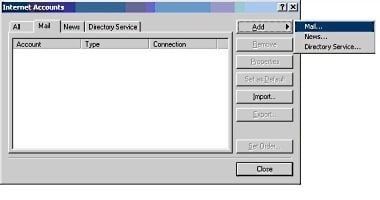 Internet Accounts
All Mail News Directory Service
Account Type Connection
Add
Remove
Properties
Set as Default
Import...
Export...
Set Order...
Close
Mail...
News...
Directory Service...